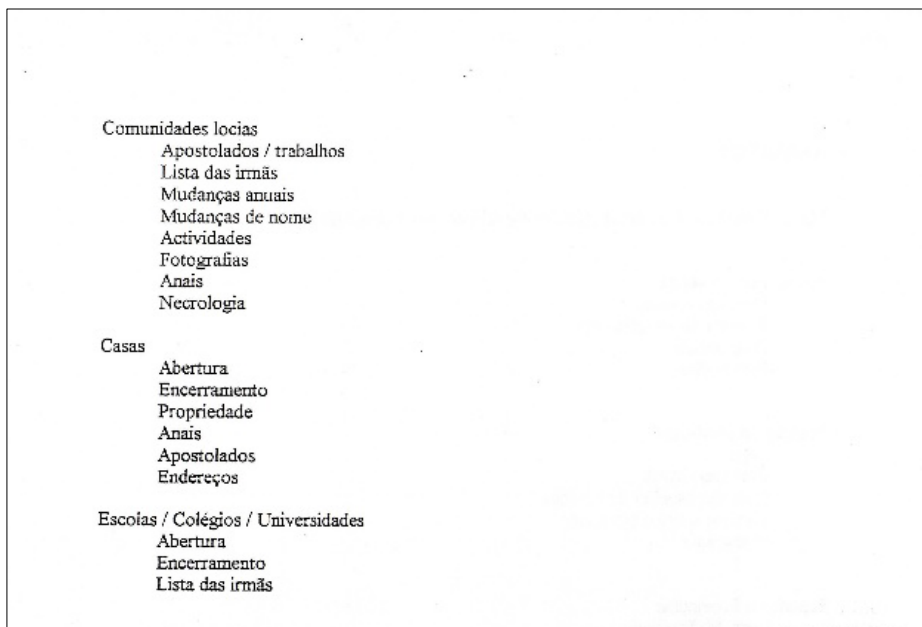 Comunidades locias
Apostolados / trabalhos
Lista das irmãs
Mudanças anuais
Mudanças de nome
Actividades
Fotografias
Anais
Necrologia
Casas
Abertura
Encerramento
Propriedade
Anais
Apostolados
Endereços
Escolas / Colégios / Universidades
Abertura
Encerramento
Lista das irmãs